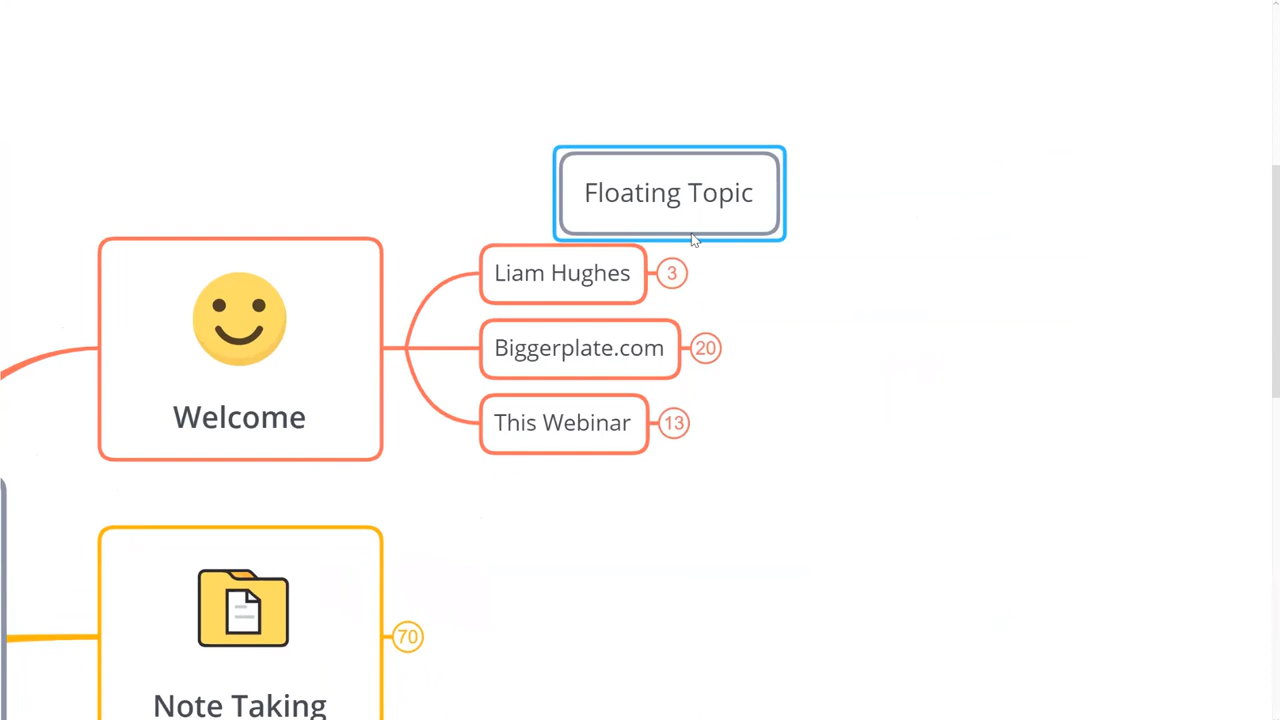 Floating Topic
Liam Hughes 3
Biggerplate.com 20
Welcome
This Webinar 13
70
Note Taking